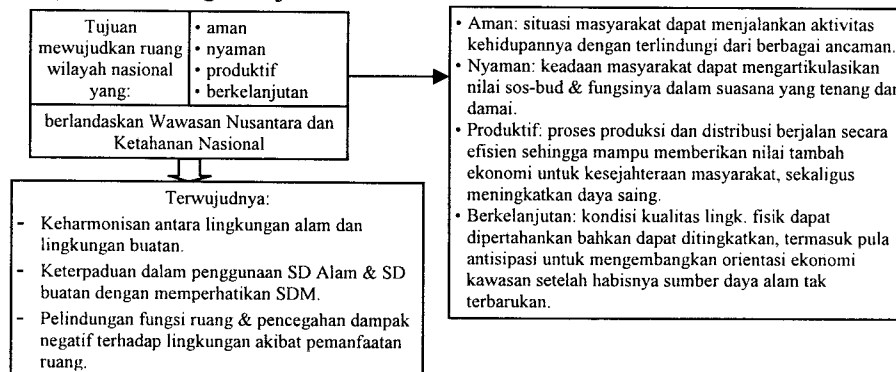 Tujuan
mewujudkan ruang
wilayah nasional
yang:
• aman
• nyaman
• produktif
• berkelanjutan
berlandaskan Wawasan Nusantara dan
Ketahanan Nasional
Terwujudnya:
- Keharmonisan antara lingkungan alam dan
lingkungan buatan.
- Keterpaduan dalam penggunaan SD Alam & SD
buatan dengan memperhatikan SDM.
- Pelindungan fungsi ruang & pencegahan dampak
negatif terhadap lingkungan akibat pemanfaatan
ruang.
• Aman: situasi masyarakat dapat menjalankan aktivitas
kehidupannya dengan terlindungi dari berbagai ancaman.
• Nyaman: keadaan masyarakat dapat mengartikulasikan
nilai sos-bud & fungsinya dalam suasana yang tenang dan
damai.
• Produktif: proses produksi dan distribusi berjalan secara
efisien sehingga mampu memberikan nilai tambah
ekonomi untuk kesejahteraan masyarakat, sekaligus
meningkatkan daya saing.
• Berkelanjutan: kondisi kualitas lingk. fisik dapat
dipertahankan bahkan dapat ditingkatkan, termasuk pula
antisipasi untuk mengembangkan orientasi ekonomi
kawasan setelah habisnya sumber daya alam tak
terbarukan.